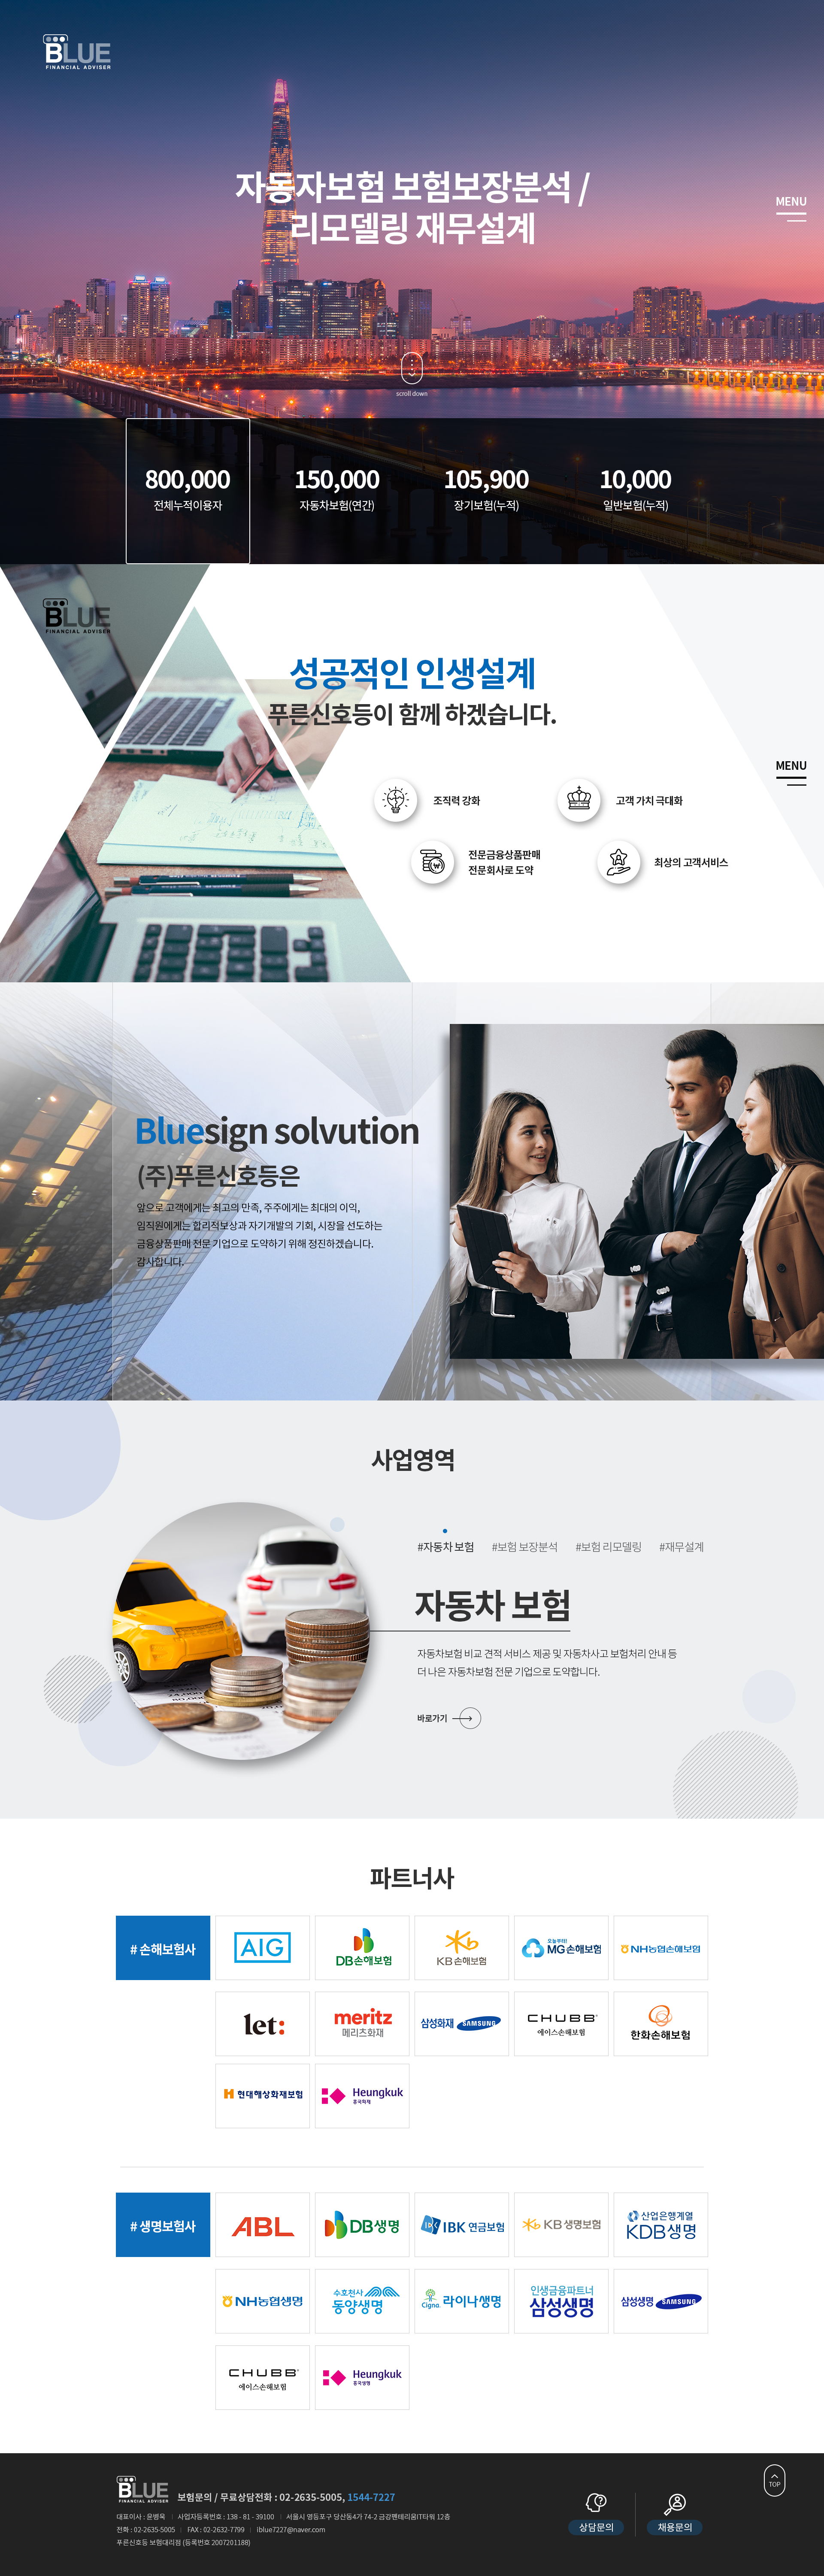 BLUE
FINANCIAL ADVISER
자동차보험 보험보장분석 /
리모델링 재무설계
MENU
scroll down
800,000
전체누적이용자
150,000
자동차보험(연간)
105,900
장기보험(누적)
10,000
일반보험(누적)
BLUE
FINANCIAL ADVISER
성공적인 인생설계
푸른신호등이 함께 하겠습니다.
MENU
조직력 강화
고객 가치 극대화
전문금융상품판매
전문회사로 도약
최상의 고객서비스
Bluesign solvution
(주)푸른신호등은
앞으로 고객에게는 최고의 만족, 주주에게는 최대의 이익,
임직원에게는 합리적보상과 자기개발의 기회, 시장을 선도하는
금융상품판매 전문 기업으로 도약하기 위해 정진하겠습니다.
감사합니다.
사업영역
#자동차 보험 #보험 보장분석 #보험 리모델링 #재무설계
자동차 보험
자동차보험 비교 견적 서비스 제공 및 자동차사고 보험처리 안내 등
더 나은 자동차보험 전문 기업으로 도약합니다.
바로가기
파트너사
# 손해보험사
AIG
DB손해보험
KB손해보험
오늘부터!
MG손해보험
NH농협손해보험
let:
meritz
메리츠화재
삼성화재 SAMSUNG
CHUBB
에이스손해보험
한화손해보험
현대해상화재보험
Heungkuk
흥국화재
# 생명보험사
ABL
DB생명
IBK 연금보험
KB생명보험
산업은행계열
KDB생명
NH농협생명
수호천사
동양생명
Cigna 라이나생명
인생금융파트너
삼성생명
삼성생명 SAMSUNG
CHUBB
에이스손해보험
Heungkuk
흥국생명
TOP
BLUE
FINANCIAL ADVISER
보험문의 / 무료상담전화 : 02-2635-5005, 1544-7227
대표이사 : 윤병욱 | 사업자등록번호 : 138 - 81 - 39100 | 서울시 영등포구 당산동4가 74-2 금강펜테리움IT타워 12층
전화 : 02-2635-5005 | FAX : 02-2632-7799 | iblue7227@naver.com
푸른신호등 보험대리점 (등록번호 2007201188)
상담문의
채용문의